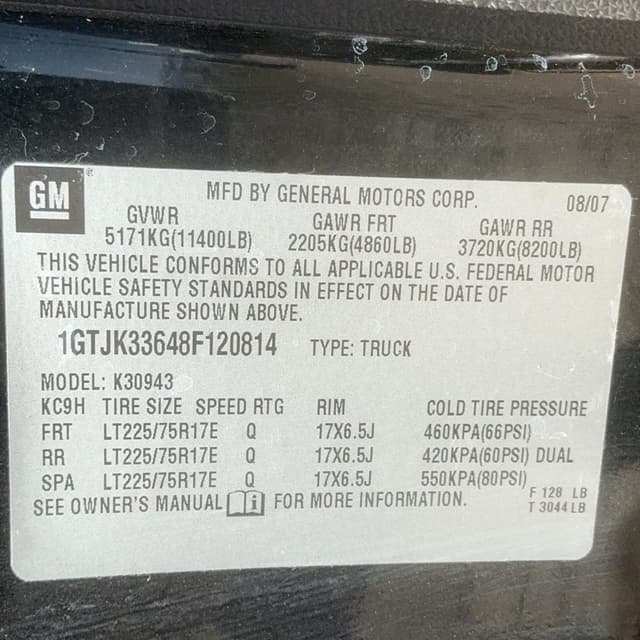 GM ® MFD BY GENERAL MOTORS CORP. 08/07
GVWR GAWR FRT GAWR RR
5171KG(11400LB) 2205KG(4860LB) 3720KG(8200LB)
THIS VEHICLE CONFORMS TO ALL APPLICABLE U.S. FEDERAL MOTOR
VEHICLE SAFETY STANDARDS IN EFFECT ON THE DATE OF
MANUFACTURE SHOWN ABOVE.
1GTJK33648F120814 TYPE: TRUCK
MODEL: K30943
KC9H TIRE SIZE SPEED RTG RIM COLD TIRE PRESSURE
FRT LT225/75R17E Q 17X6.5J 460KPA(66PSI)
RR LT225/75R17E Q 17X6.5J 420KPA(60PSI) DUAL
SPA LT225/75R17E Q 17X6.5J 550KPA(80PSI)
SEE OWNER'S MANUAL i FOR MORE INFORMATION. F 128 LB
T 3044 LB